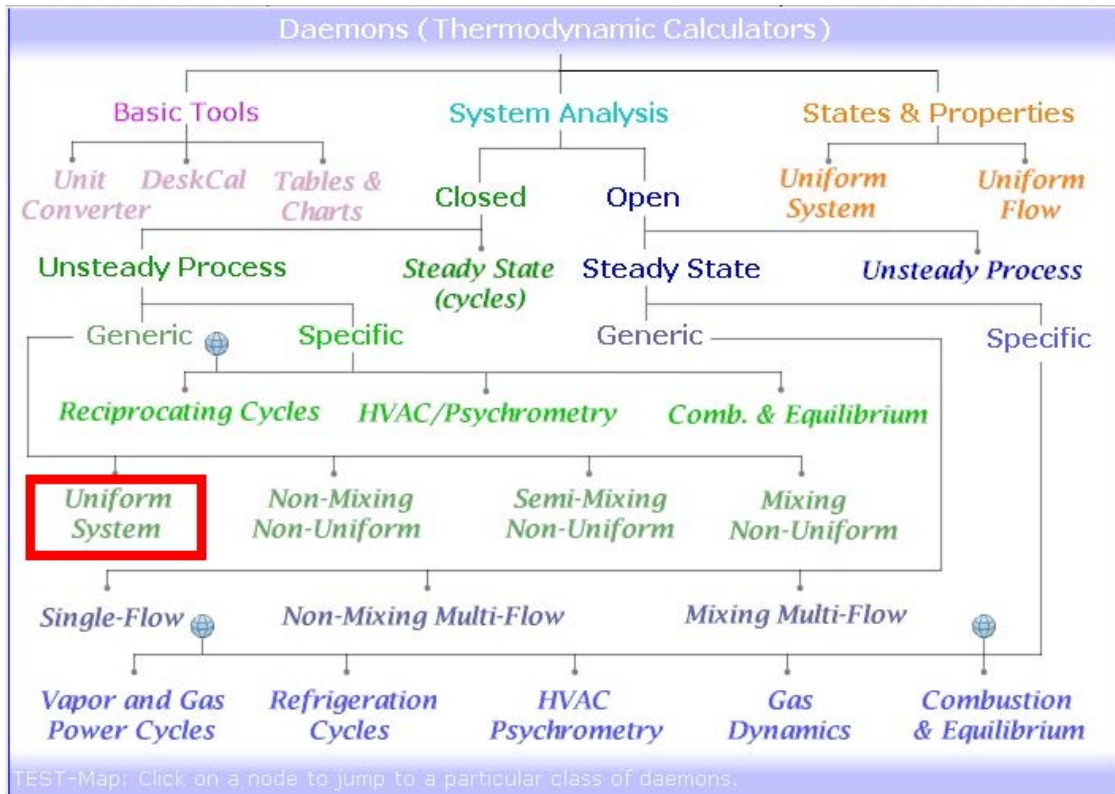 Daemons (Thermodynamic Calculators)
Basic Tools
System Analysis
States & Properties
Unit
Converter
DeskCal
Tables &
Charts
Closed
Open
Uniform
System
Uniform
Flow
Unsteady Process
Steady State
(cycles)
Steady State
Unsteady Process
Generic
Specific
Generic
Specific
Reciprocating Cycles
HVAC/Psychrometry
Comb. & Equilibrium
Uniform
System
Non-Mixing
Non-Uniform
Semi-Mixing
Non-Uniform
Mixing
Non-Uniform
Single-Flow
Non-Mixing Multi-Flow
Mixing Multi-Flow
Vapor and Gas
Power Cycles
Refrigeration
Cycles
HVAC
Psychrometry
Gas
Dynamics
Combustion
& Equilibrium
TEST-Map: Click on a node to jump to a particular class of daemons.